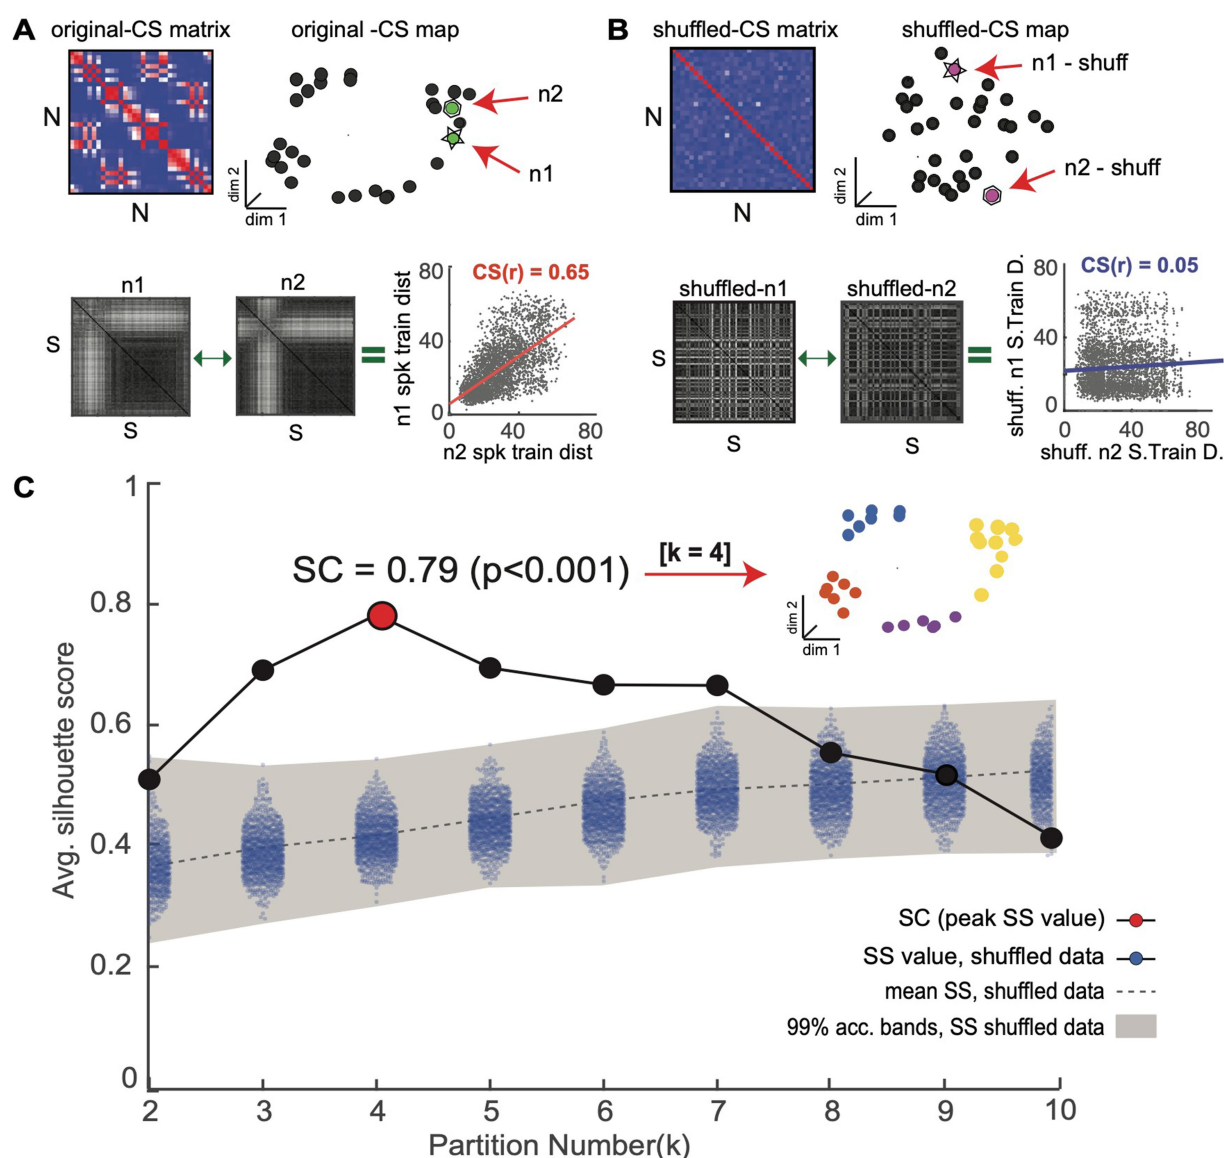 A
original-CS matrix
original -CS map
N
N
n2
n1
dim 2
dim 1
n1
n2
S
S
S
CS(r) = 0.65
n1 spk train dist
80
40
0
0
40
80
n2 spk train dist
B
shuffled-CS matrix
shuffled-CS map
N
N
n1 - shuff
n2 - shuff
dim 2
dim 1
shuffled-n1
shuffled-n2
S
S
S
CS(r) = 0.05
shuff. n1 S.Train D.
80
40
0
0
40
80
shuff. n2 S.Train D.
C
SC = 0.79 (p<0.001)
[k = 4]
dim 2
dim 1
Avg. silhouette score
1
0.8
0.6
0.4
0.2
0
SC (peak SS value)
SS value, shuffled data
mean SS, shuffled data
99% acc. bands, SS shuffled data
2
3
4
5
6
7
8
9
10
Partition Number(k)